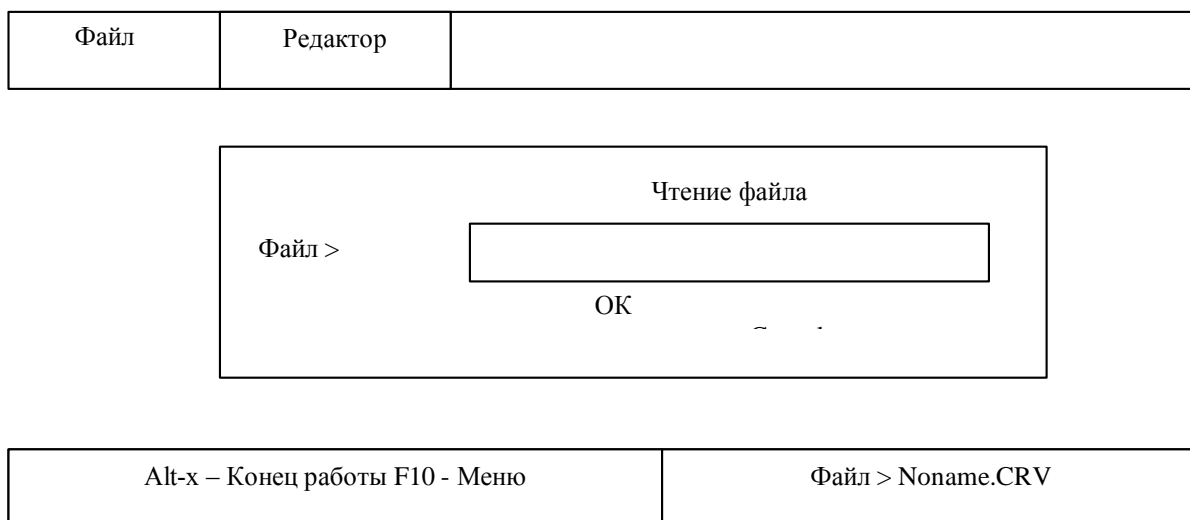 Файл Редактор
Чтение файла
Файл >
ОК
Alt-x – Конец работы F10 - Меню Файл > Noname.CRV